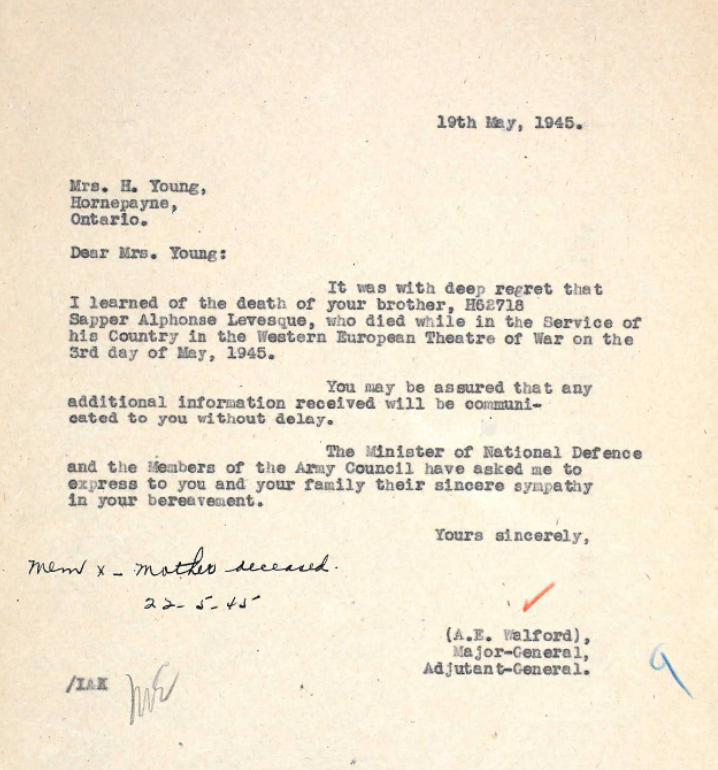 19th May, 1945.
Mrs. H. Young,
Hornepayne,
Ontario.
Dear Mrs. Young:
It was with deep regret that
I learned of the death of your brother, H62718
Sapper Alphonse Levesque, who died while in the Service of
his Country in the Western European Theatre of War on the
3rd day of May, 1945.
You may be assured that any
additional information received will be communi-
cated to you without delay.
The Minister of National Defence
and the Members of the Army Council have asked me to
express to you and your family their sincere sympathy
in your bereavement.
Yours sincerely,
Mem x - mother deceased.
22-5-45
(A.E. Walford),
Major-General,
Adjutant-General.
9
/IAK